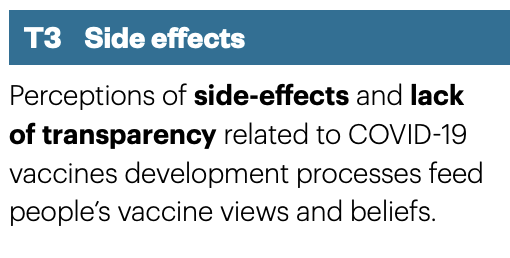 T3 Side effects
Perceptions of side-effects and lack
of transparency related to COVID-19
vaccines development processes feed
people’s vaccine views and beliefs.